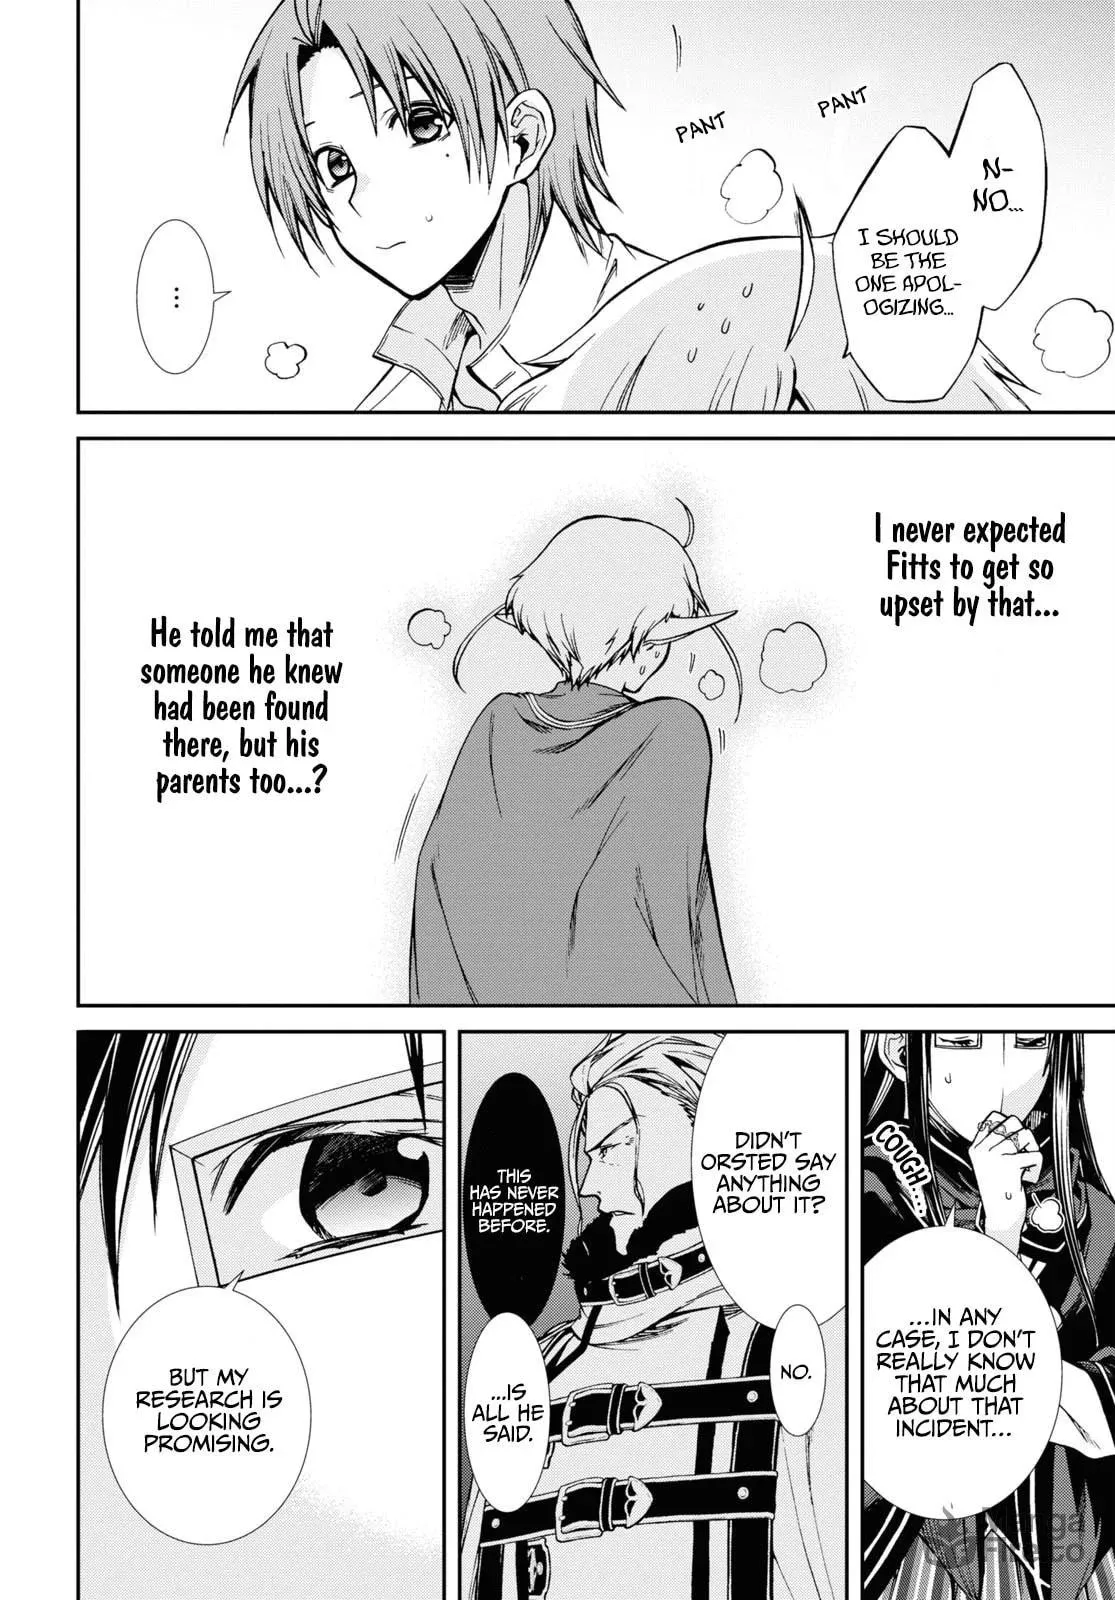 N-
NO...
I SHOULD
BE THE
ONE APOL-
OGIZING...
PANT
PANT
...
I never expected
Fitts to get so
upset by that...
He told me that
someone he knew
had been found
there, but his
parents too...?
COUGH...
...IN ANY
CASE, I DON'T
REALLY KNOW
THAT MUCH
ABOUT THAT
INCIDENT...
DIDN'T
ORSTED SAY
ANYTHING
ABOUT IT?
NO.
THIS
HAS NEVER
HAPPENED
BEFORE.
...IS
ALL HE
SAID.
BUT MY
RESEARCH IS
LOOKING
PROMISING.
Manga
Fire.to